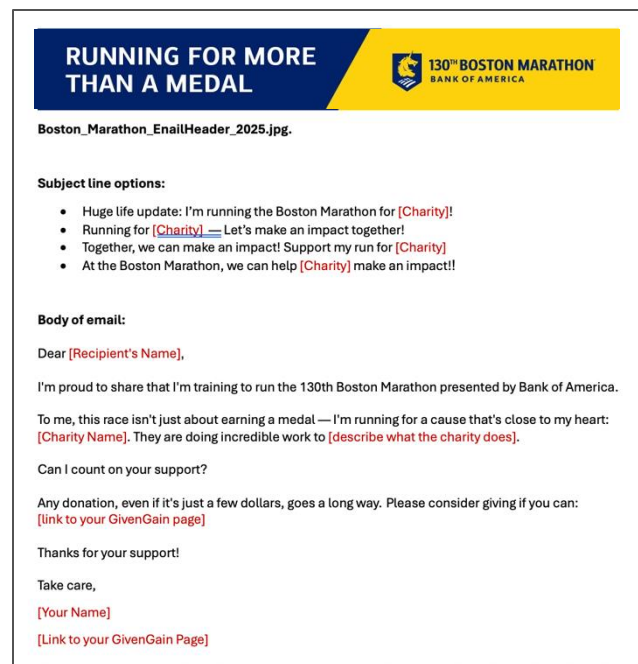 RUNNING FOR MORE
THAN A MEDAL
130TH BOSTON MARATHON
BANK OF AMERICA
Boston_Marathon_EnailHeader_2025.jpg.
Subject line options:
• Huge life update: I'm running the Boston Marathon for [Charity]!
• Running for [Charity] — Let's make an impact together!
• Together, we can make an impact! Support my run for [Charity]
• At the Boston Marathon, we can help [Charity] make an impact!!
Body of email:
Dear [Recipient's Name],
I'm proud to share that I'm training to run the 130th Boston Marathon presented by Bank of America.
To me, this race isn't just about earning a medal — I'm running for a cause that's close to my heart:
[Charity Name]. They are doing incredible work to [describe what the charity does].
Can I count on your support?
Any donation, even if it's just a few dollars, goes a long way. Please consider giving if you can:
[link to your GivenGain page]
Thanks for your support!
Take care,
[Your Name]
[Link to your GivenGain Page]